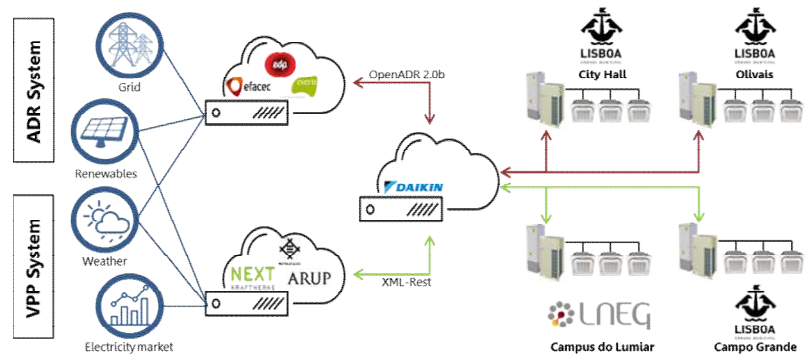 ADR System
VPP System
Grid
Renewables
Weather
Electricity market
edp
efacec
OpenADR 2.0b
DAIKIN
NEXT
KRAFTWERKE
ARUP
XML-Rest
LISBOA
City Hall
LISBOA
Olivais
LNEG
Campus do Lumiar
LISBOA
Campo Grande